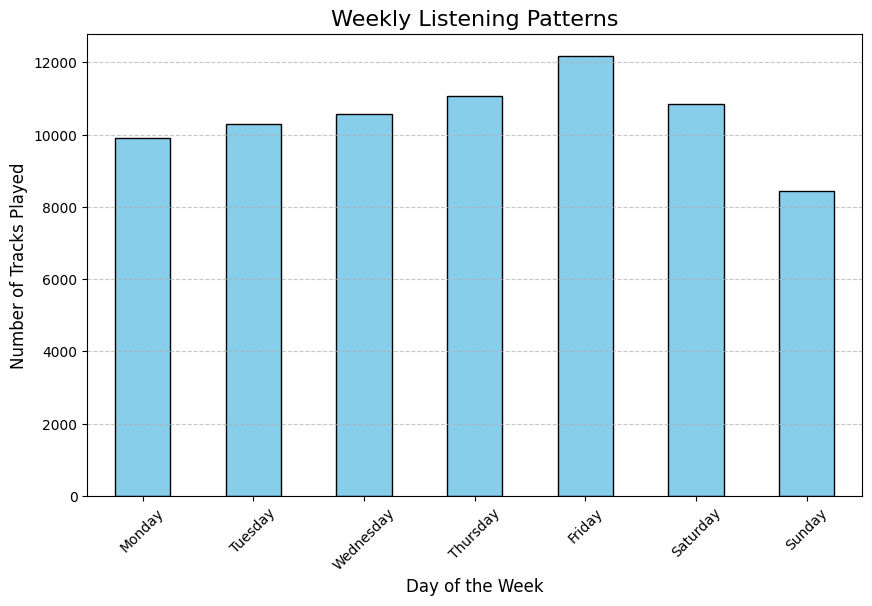 Weekly Listening Patterns
Number of Tracks Played
12000
10000
8000
6000
4000
2000
0
Monday
Tuesday
Wednesday
Thursday
Friday
Saturday
Sunday
Day of the Week